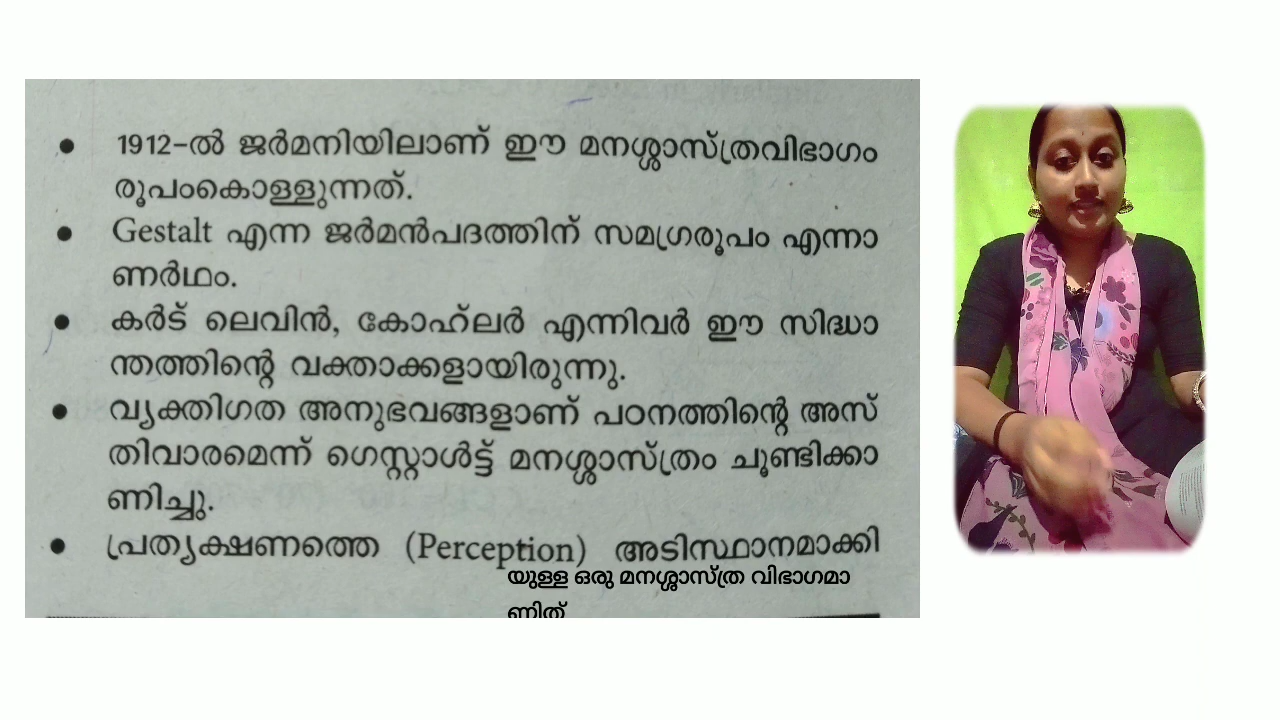 • 1912-ൽ ജർമനിയിലാണ് ഈ മനശ്ശാസ്ത്രവിഭാഗം
രൂപംകൊള്ളുന്നത്.
• Gestalt എന്ന ജർമൻപദത്തിന് സമഗ്രരൂപം എന്നാ
ണർഥം.
• കർട് ലെവിൻ, കോഹ്‌ലർ എന്നിവർ ഈ സിദ്ധാ
ന്തത്തിന്റെ വക്താക്കളായിരുന്നു.
• വ്യക്തിഗത അനുഭവങ്ങളാണ് പഠനത്തിന്റെ അസ്
തിവാരമെന്ന് ഗെസ്റ്റാൾട്ട് മനശ്ശാസ്ത്രം ചൂണ്ടിക്കാ
ണിച്ചു.
• പ്രത്യക്ഷണത്തെ (Perception) അടിസ്ഥാനമാക്കി
യുള്ള ഒരു മനശ്ശാസ്ത്ര വിഭാഗമാ
ണിത്